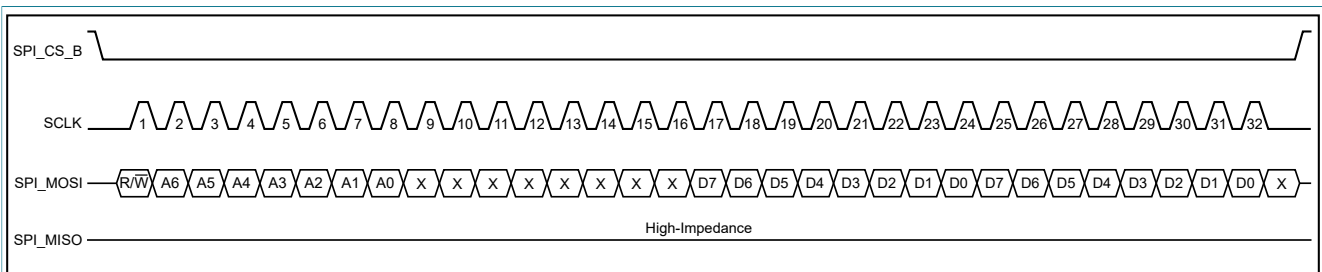 SPI_CS_B
SCLK 1 2 3 4 5 6 7 8 9 10 11 12 13 14 15 16 17 18 19 20 21 22 23 24 25 26 27 28 29 30 31 32
SPI_MOSI R/W̅ A6 A5 A4 A3 A2 A1 A0 X X X X X X X X D7 D6 D5 D4 D3 D2 D1 D0 D7 D6 D5 D4 D3 D2 D1 D0 X
High-Impedance
SPI_MISO